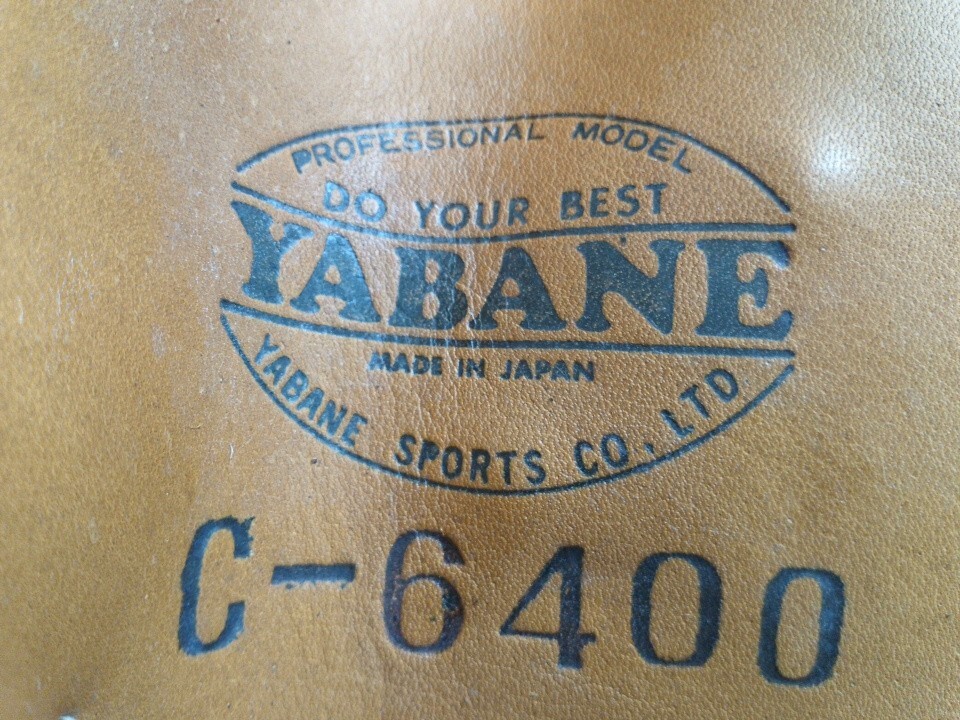 PROFESSIONAL MODEL
DO YOUR BEST
YABANE
MADE IN JAPAN
YABANE SPORTS CO., LTD
C-6400